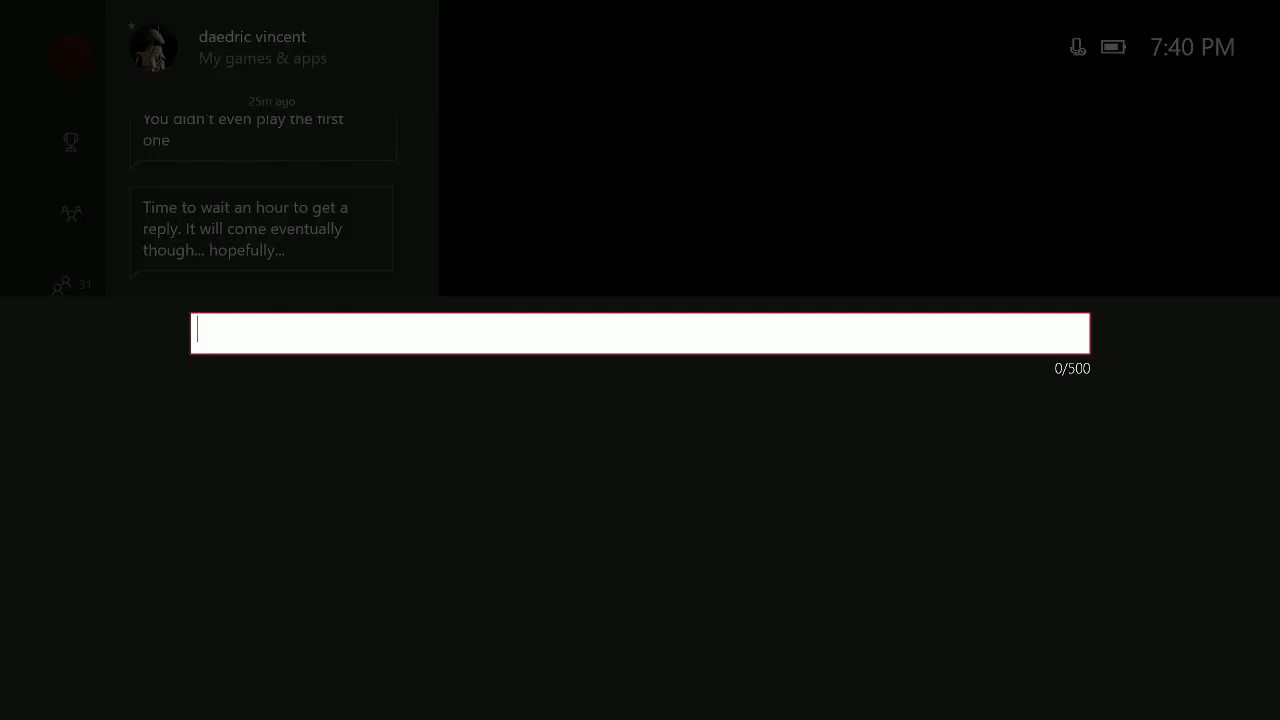 daedric vincent
My games & apps
7:40 PM
25m ago
You didn't even play the first
one
Time to wait an hour to get a
reply. It will come eventually
though... hopefully...
31
0/500